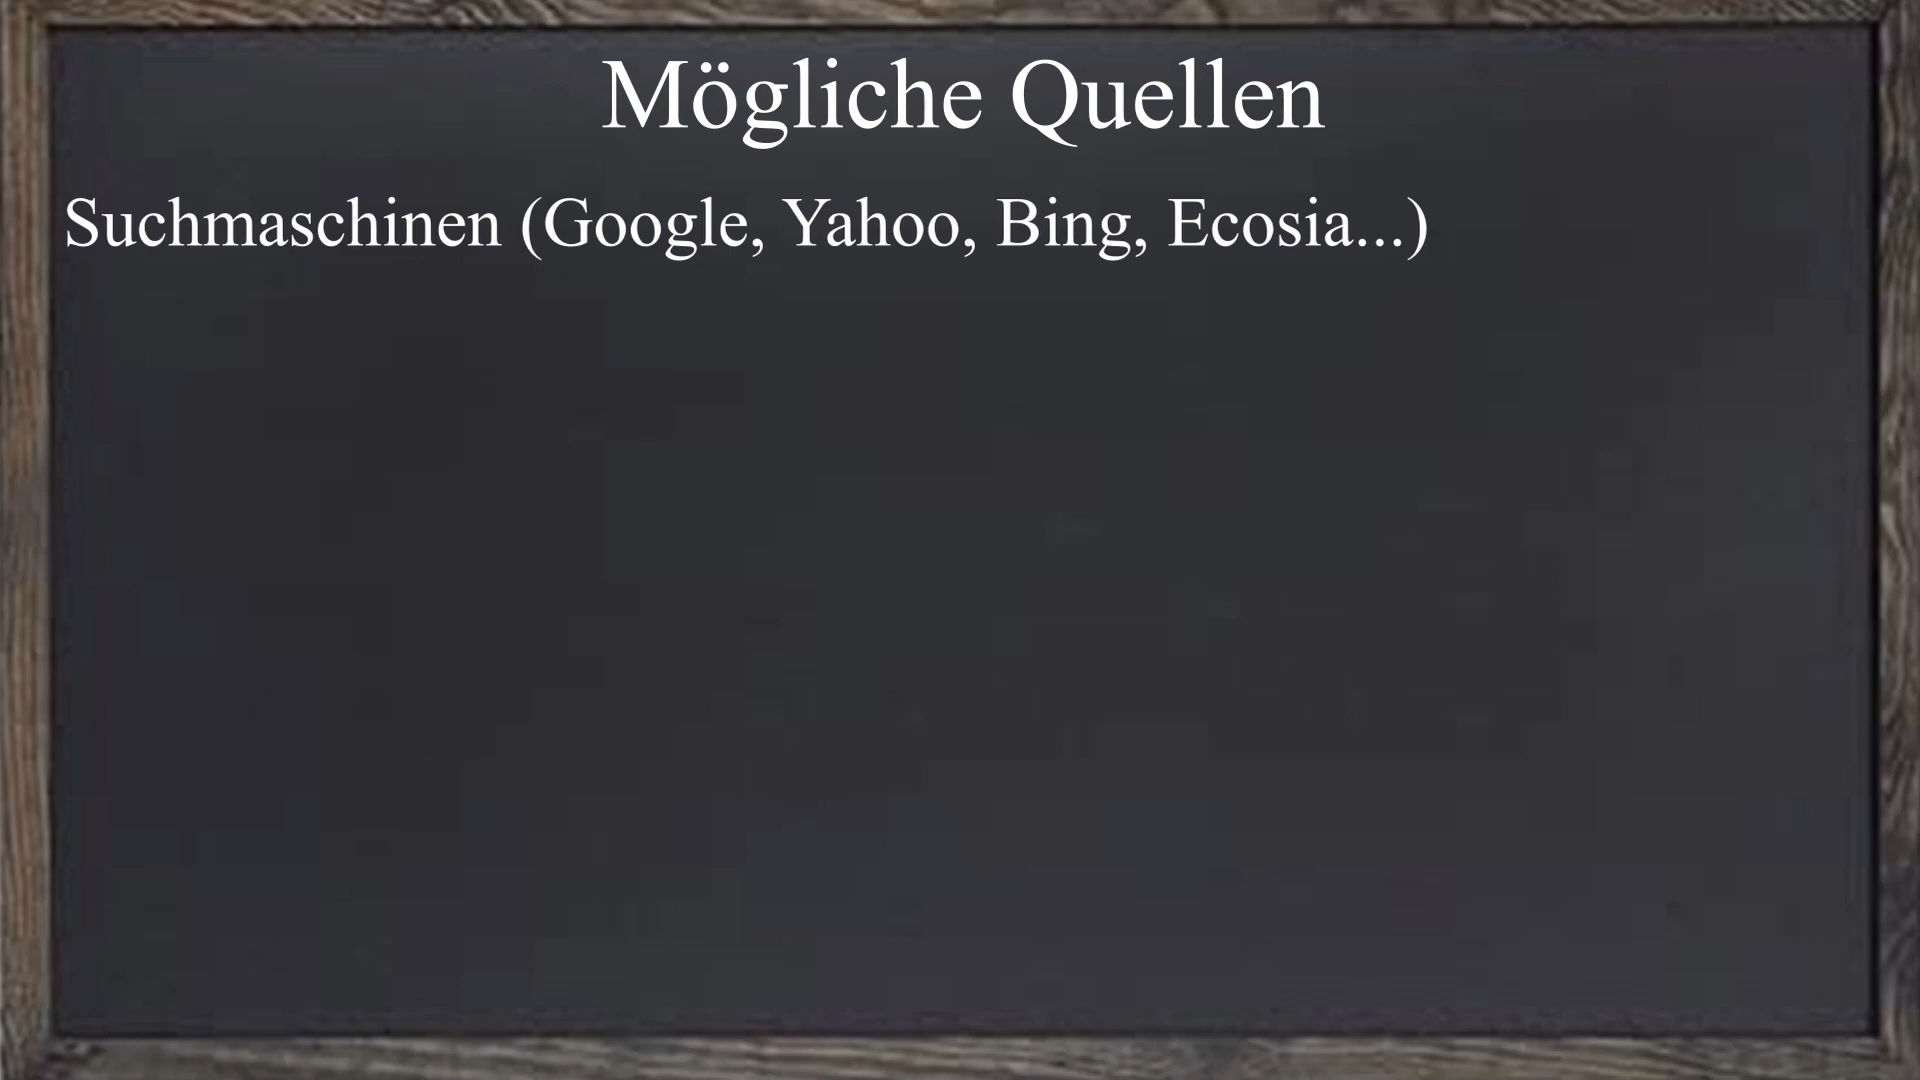 Mögliche Quellen
Suchmaschinen (Google, Yahoo, Bing, Ecosia...)